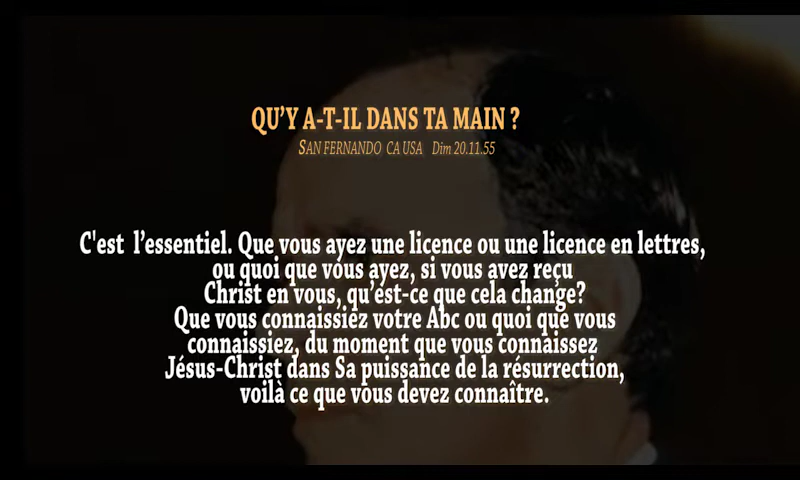 QU'Y A-T-IL DANS TA MAIN ?
SAN FERNANDO CA USA Dim 20.11.55
C'est l'essentiel. Que vous ayez une licence ou une licence en lettres,
ou quoi que vous ayez, si vous avez reçu
Christ en vous, qu'est-ce que cela change?
Que vous connaissiez votre Abc ou quoi que vous
connaissiez, du moment que vous connaissez
Jésus-Christ dans Sa puissance de la résurrection,
voilà ce que vous devez connaître.